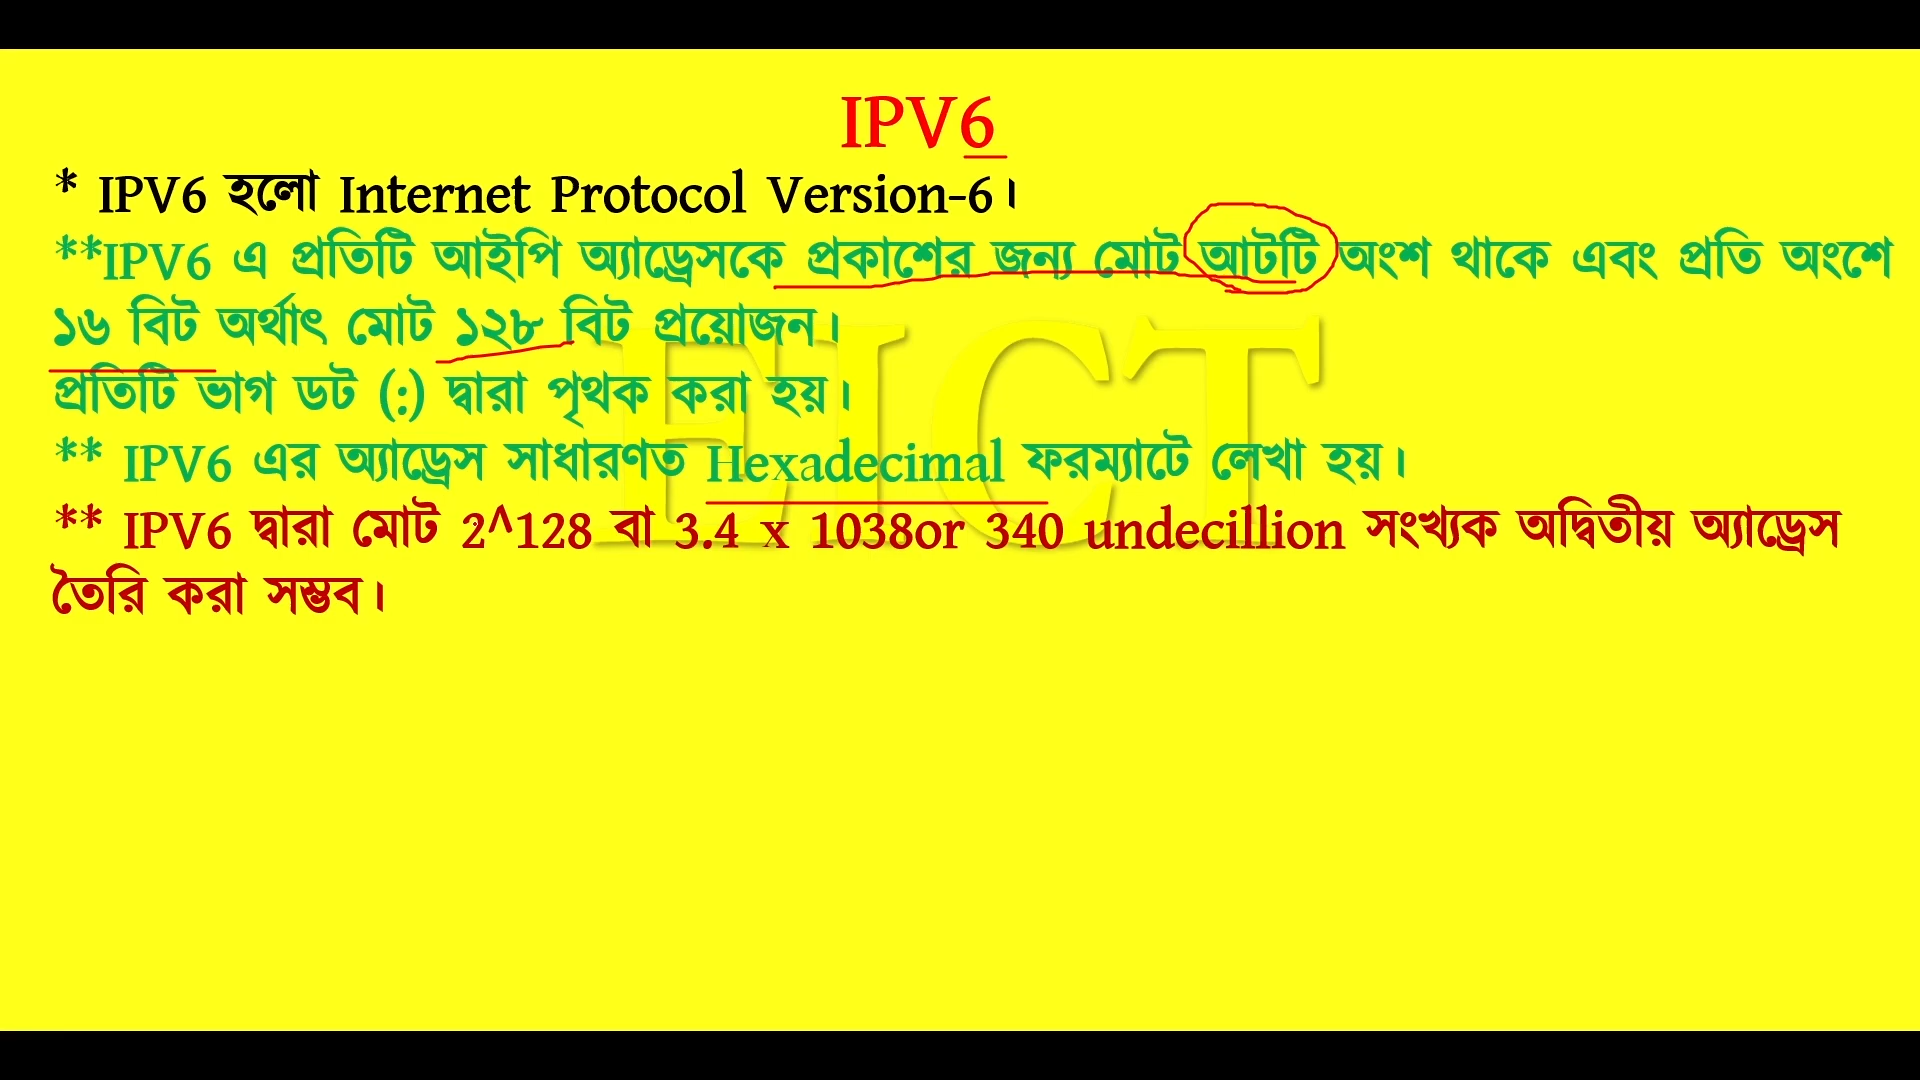 IPV6
* IPV6 হলো Internet Protocol Version-6।
**IPV6 এ প্রতিটি আইপি অ্যাড্রেসকে প্রকাশের জন্য মোট আটটি অংশ থাকে এবং প্রতি অংশে
১৬ বিট অর্থাৎ মোট ১২৮ বিট প্রয়োজন।
প্রতিটি ভাগ ডট (:) দ্বারা পৃথক করা হয়।
** IPV6 এর অ্যাড্রেস সাধারণত Hexadecimal ফরম্যাটে লেখা হয়।
** IPV6 দ্বারা মোট 2^128 বা 3.4 x 1038or 340 undecillion সংখ্যক অদ্বিতীয় অ্যাড্রেস
তৈরি করা সম্ভব।
EICT